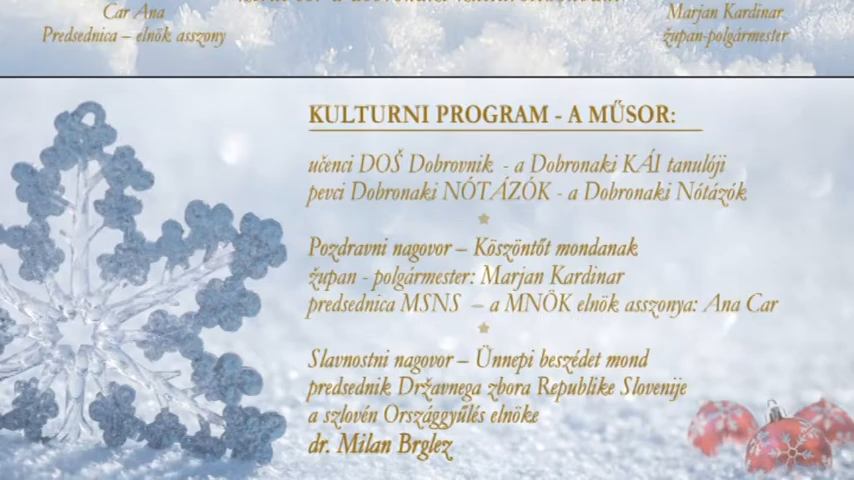 Car Ana
Predsednica – elnök asszony
Marjan Kardinar
župan-polgármester
KULTURNI PROGRAM - A MŰSOR:
učenci DOŠ Dobrovnik - a Dobronaki KÁI tanulóji
pevci Dobronaki NÓTÁZÓK - a Dobronaki Nótázók
Pozdravni nagovor – Köszöntőt mondanak
župan - polgármester: Marjan Kardinar
predsednica MSNS – a MNÖK elnök asszonya: Ana Car
Slavnostni nagovor – Ünnepi beszédet mond
predsednik Državnega zbora Republike Slovenije
a szlovén Országgyűlés elnöke
dr. Milan Brglez